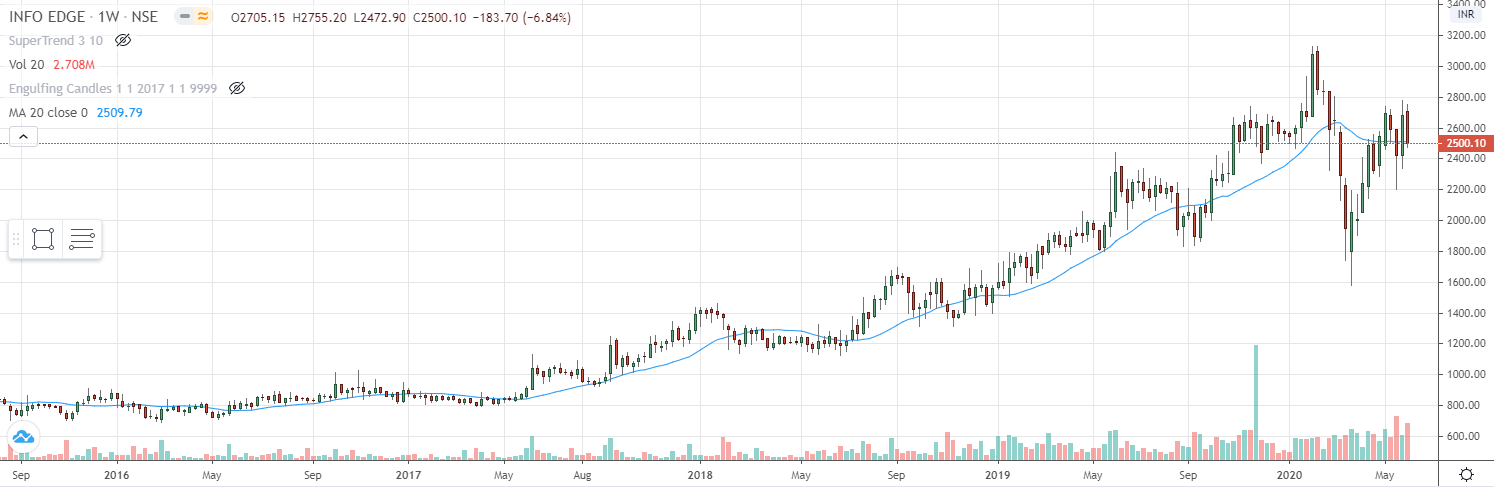 INFO EDGE · 1W · NSE O2705.15 H2755.20 L2472.90 C2500.10 −183.70 (−6.84%)
SuperTrend 3 10
Vol 20 2.708M
Engulfing Candles 1 1 2017 1 1 9999
MA 20 close 0 2509.79
3400.00
INR
3200.00
3000.00
2800.00
2600.00
2500.10
2400.00
2200.00
2000.00
1800.00
1600.00
1400.00
1200.00
1000.00
800.00
600.00
Sep 2016 May Sep 2017 May Aug 2018 May Sep 2019 May Sep 2020 May